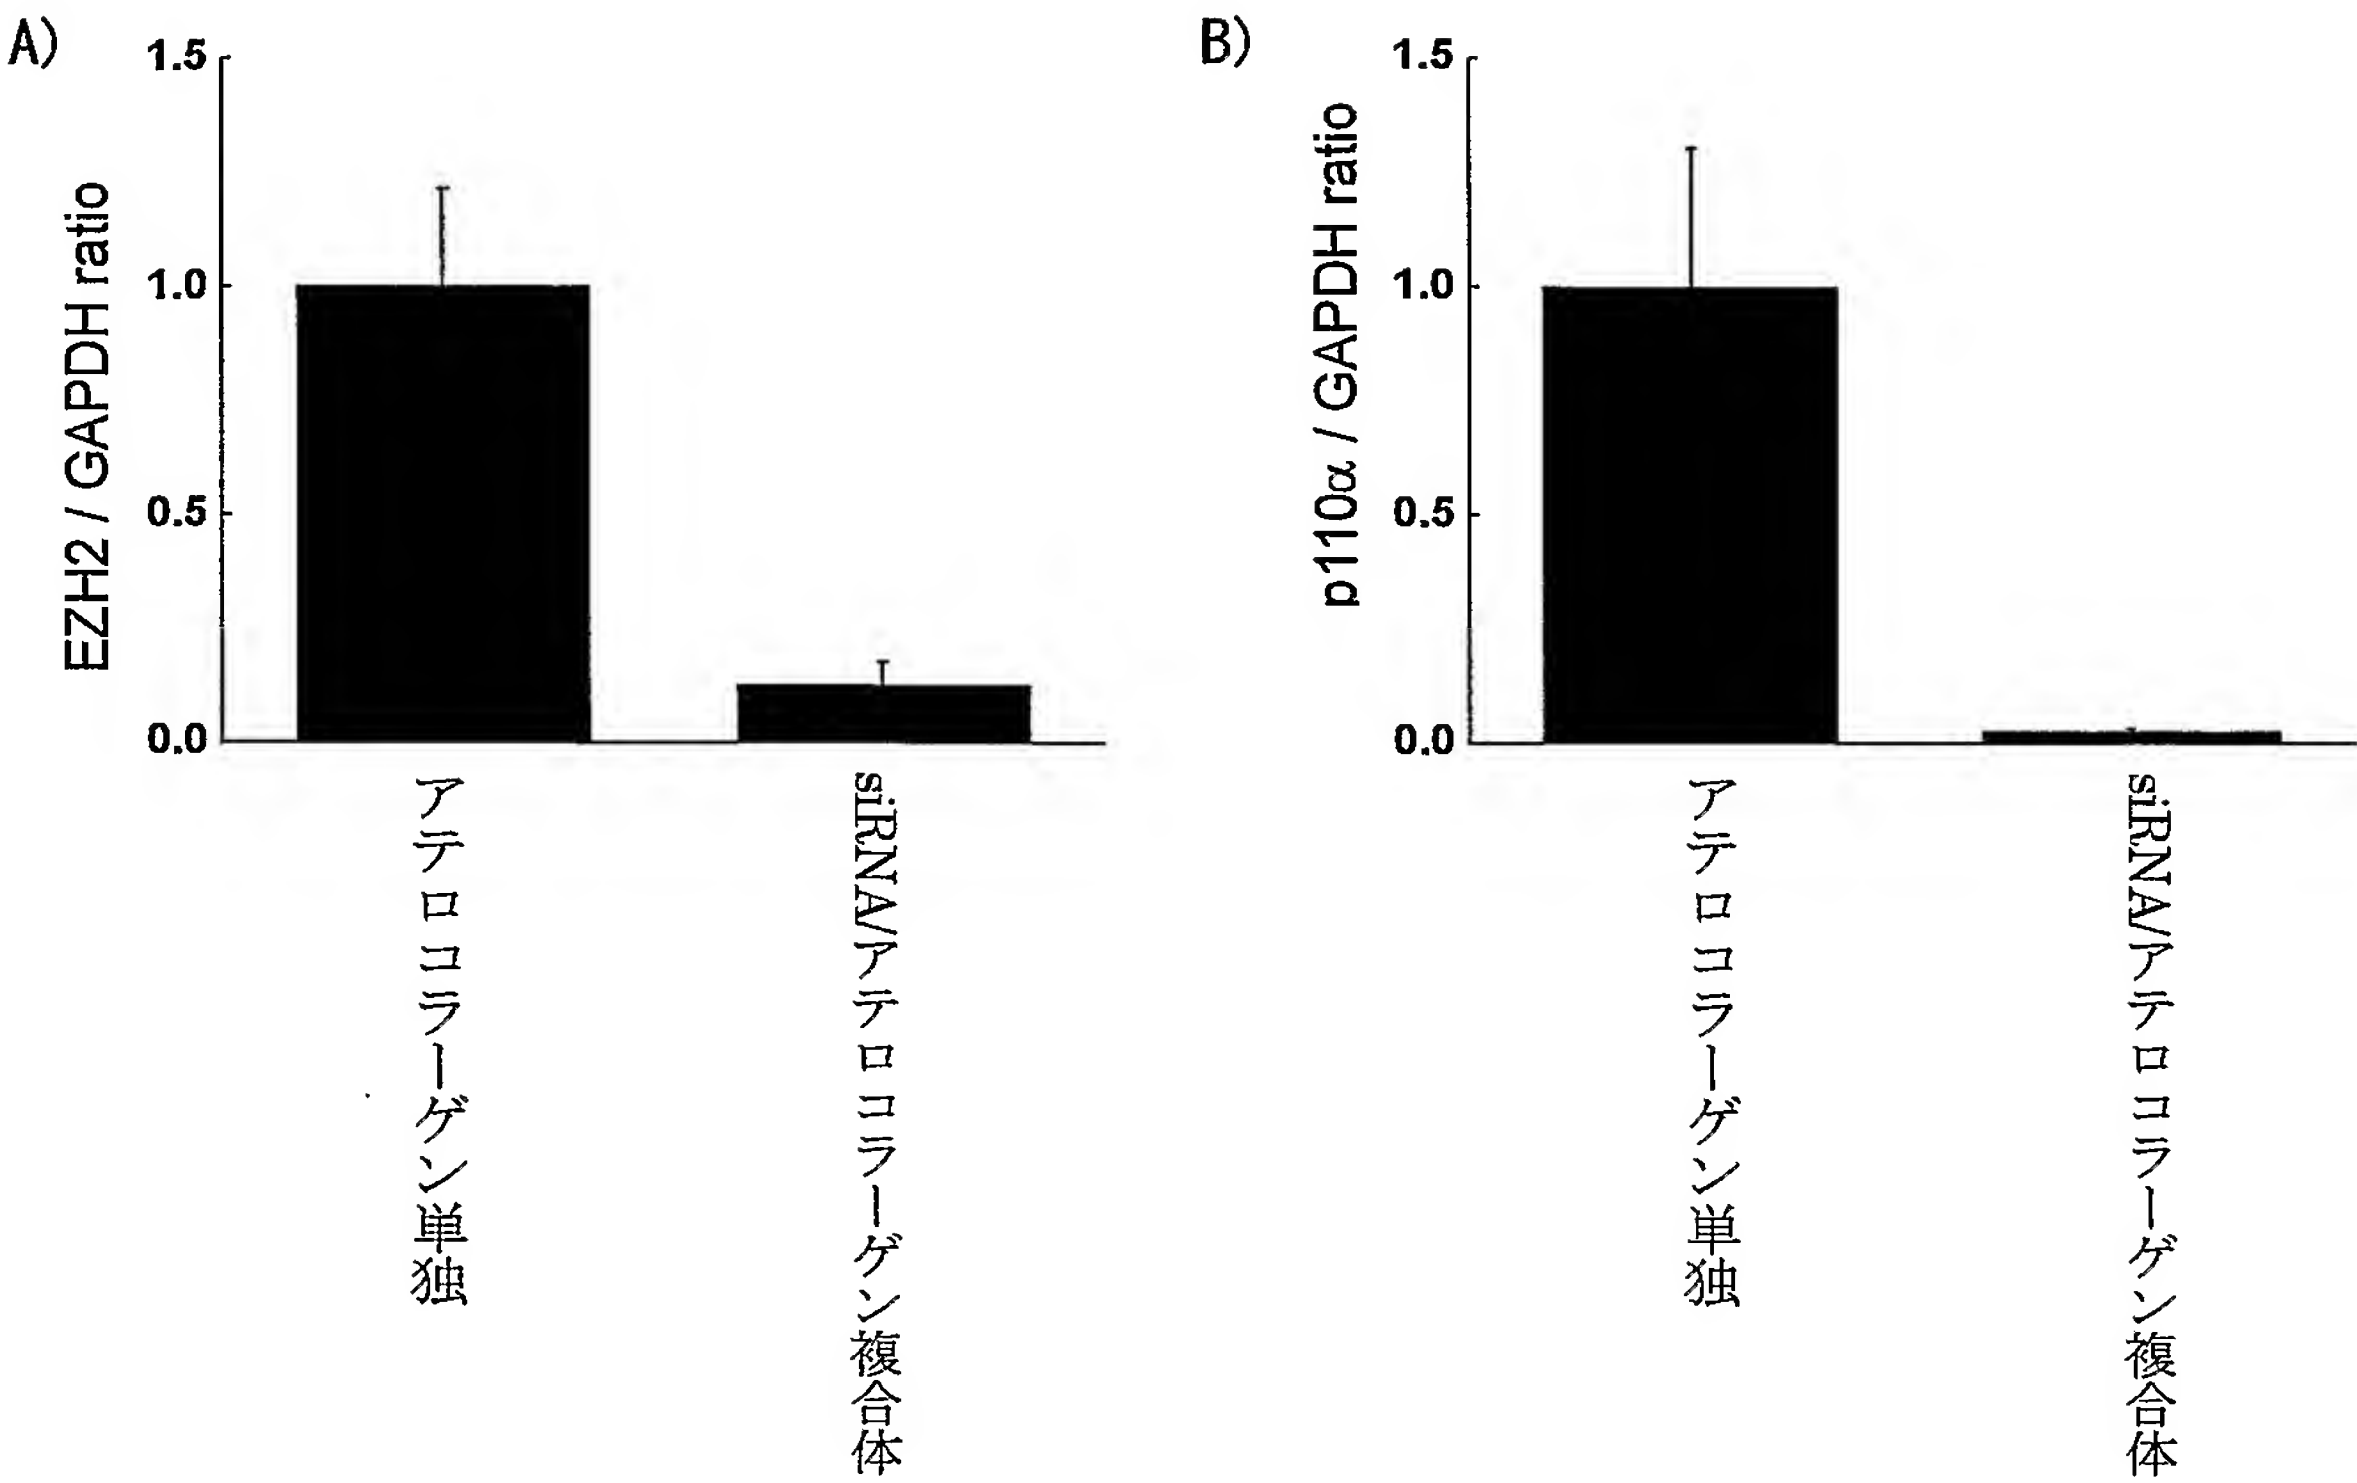 A)
1.5
1.0
0.5
0.0
EZH2 / GAPDH ratio
アテロコラーゲン単独
siRNA/アテロコラーゲン複合体
B)
1.5
1.0
0.5
0.0
p110α / GAPDH ratio
アテロコラーゲン単独
siRNA/アテロコラーゲン複合体